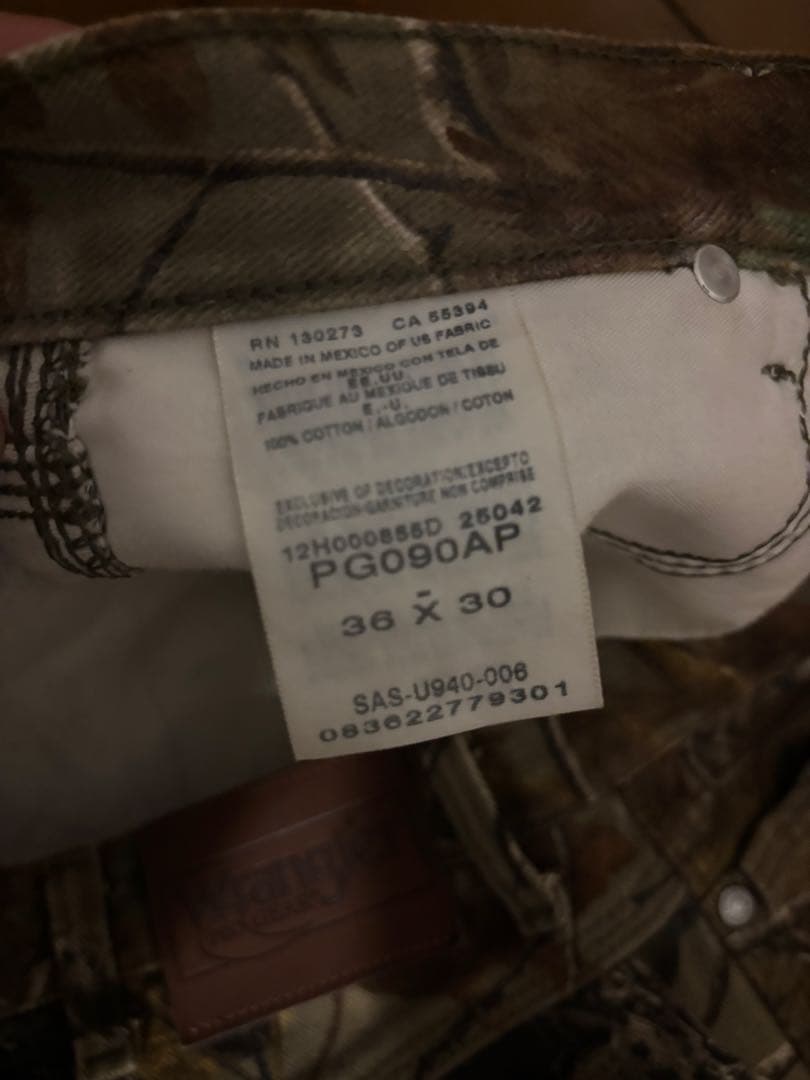 RN 130273 CA 55394
MADE IN MEXICO OF US FABRIC
HECHO EN MEXICO CON TELA DE
EE.UU.
FABRIQUE AU MEXIQUE DE TISSU
E.-U.
100% COTTON / ALGODON / COTON
EXCLUSIVE OF DECORATION/EXCEPTO
DECORACION/GARNITURE NON COMPRISE
12H000855D 25042
PG090AP
-
36 X 30
SAS-U940-006
083622779301
Wrangler